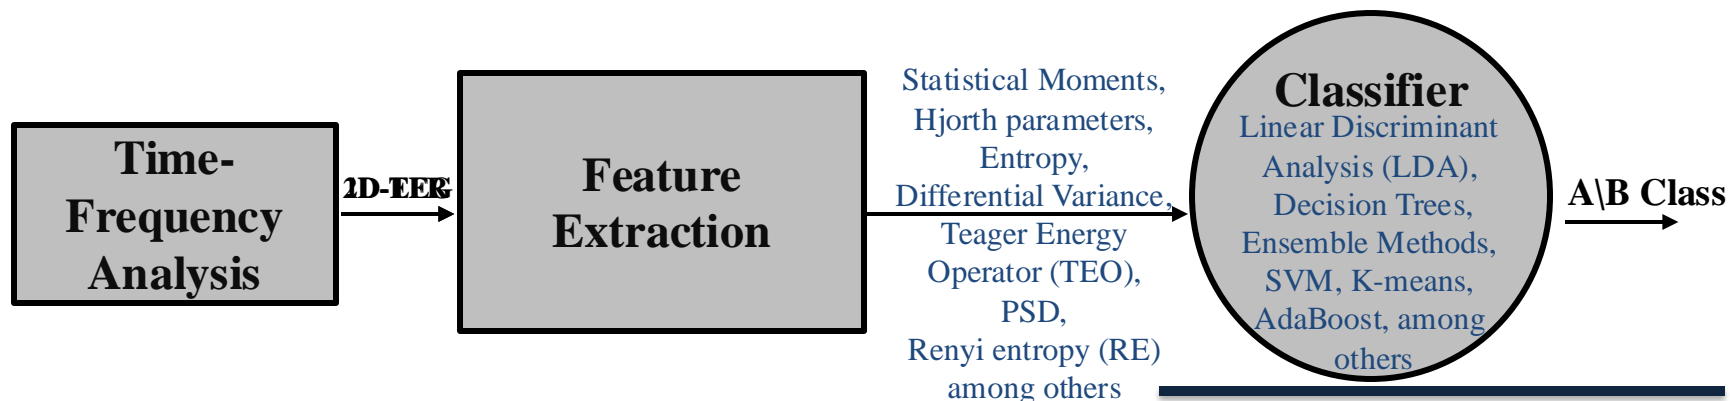 Time-
Frequency
Analysis
Feature
Extraction
Statistical Moments,
Hjorth parameters,
Entropy,
Differential Variance,
Teager Energy
Operator (TEO),
PSD,
Renyi entropy (RE)
among others
Classifier
Linear Discriminant
Analysis (LDA),
Decision Trees,
Ensemble Methods,
SVM, K-means,
AdaBoost, among
others
A\B Class